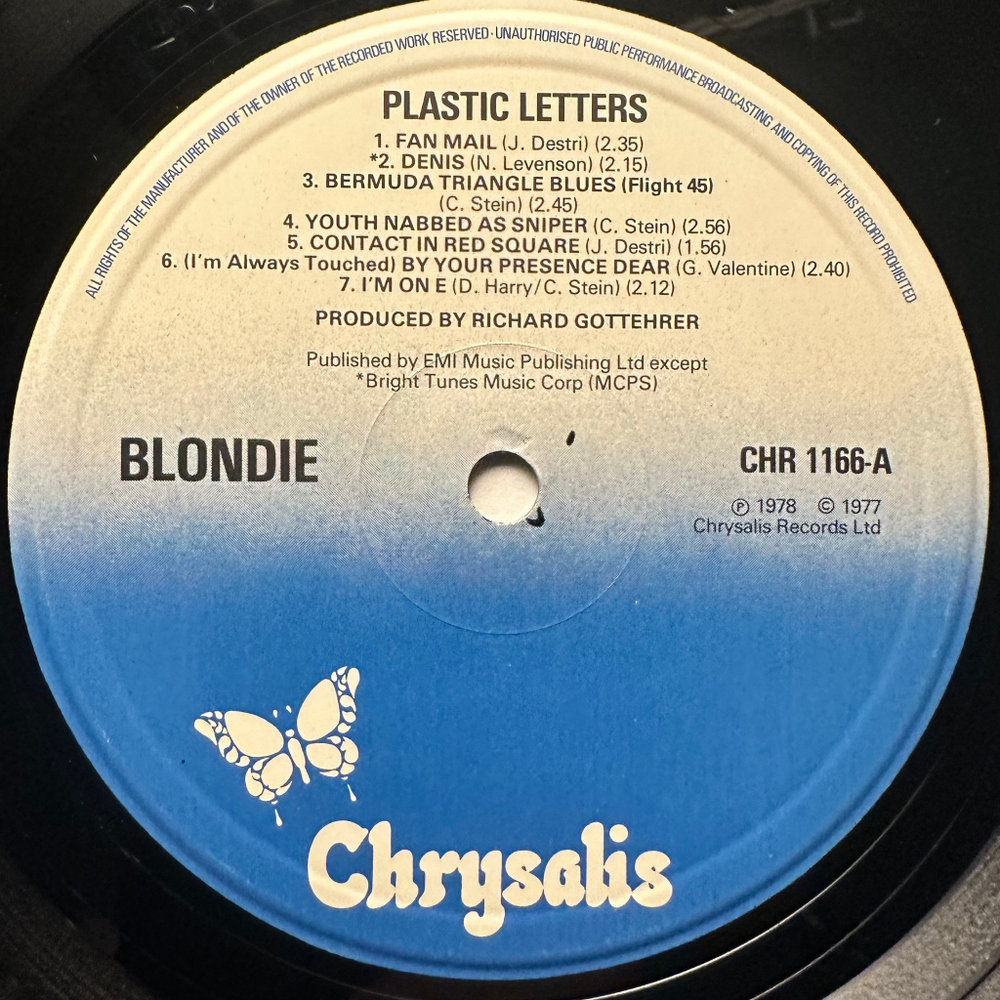 ALL RIGHTS OF THE MANUFACTURER AND OF THE OWNER OF THE RECORDED WORK RESERVED · UNAUTHORISED PUBLIC PERFORMANCE BROADCASTING AND COPYING OF THIS RECORD PROHIBITED
PLASTIC LETTERS
1. FAN MAIL (J. Destri) (2.35)
*2. DENIS (N. Levenson) (2.15)
3. BERMUDA TRIANGLE BLUES (Flight 45)
(C. Stein) (2.45)
4. YOUTH NABBED AS SNIPER (C. Stein) (2.56)
5. CONTACT IN RED SQUARE (J. Destri) (1.56)
6. (I'm Always Touched) BY YOUR PRESENCE DEAR (G. Valentine) (2.40)
7. I'M ON E (D. Harry/C. Stein) (2.12)
PRODUCED BY RICHARD GOTTEHRER
Published by EMI Music Publishing Ltd except
*Bright Tunes Music Corp (MCPS)
BLONDIE
CHR 1166-A
℗ 1978 © 1977
Chrysalis Records Ltd
Chrysalis